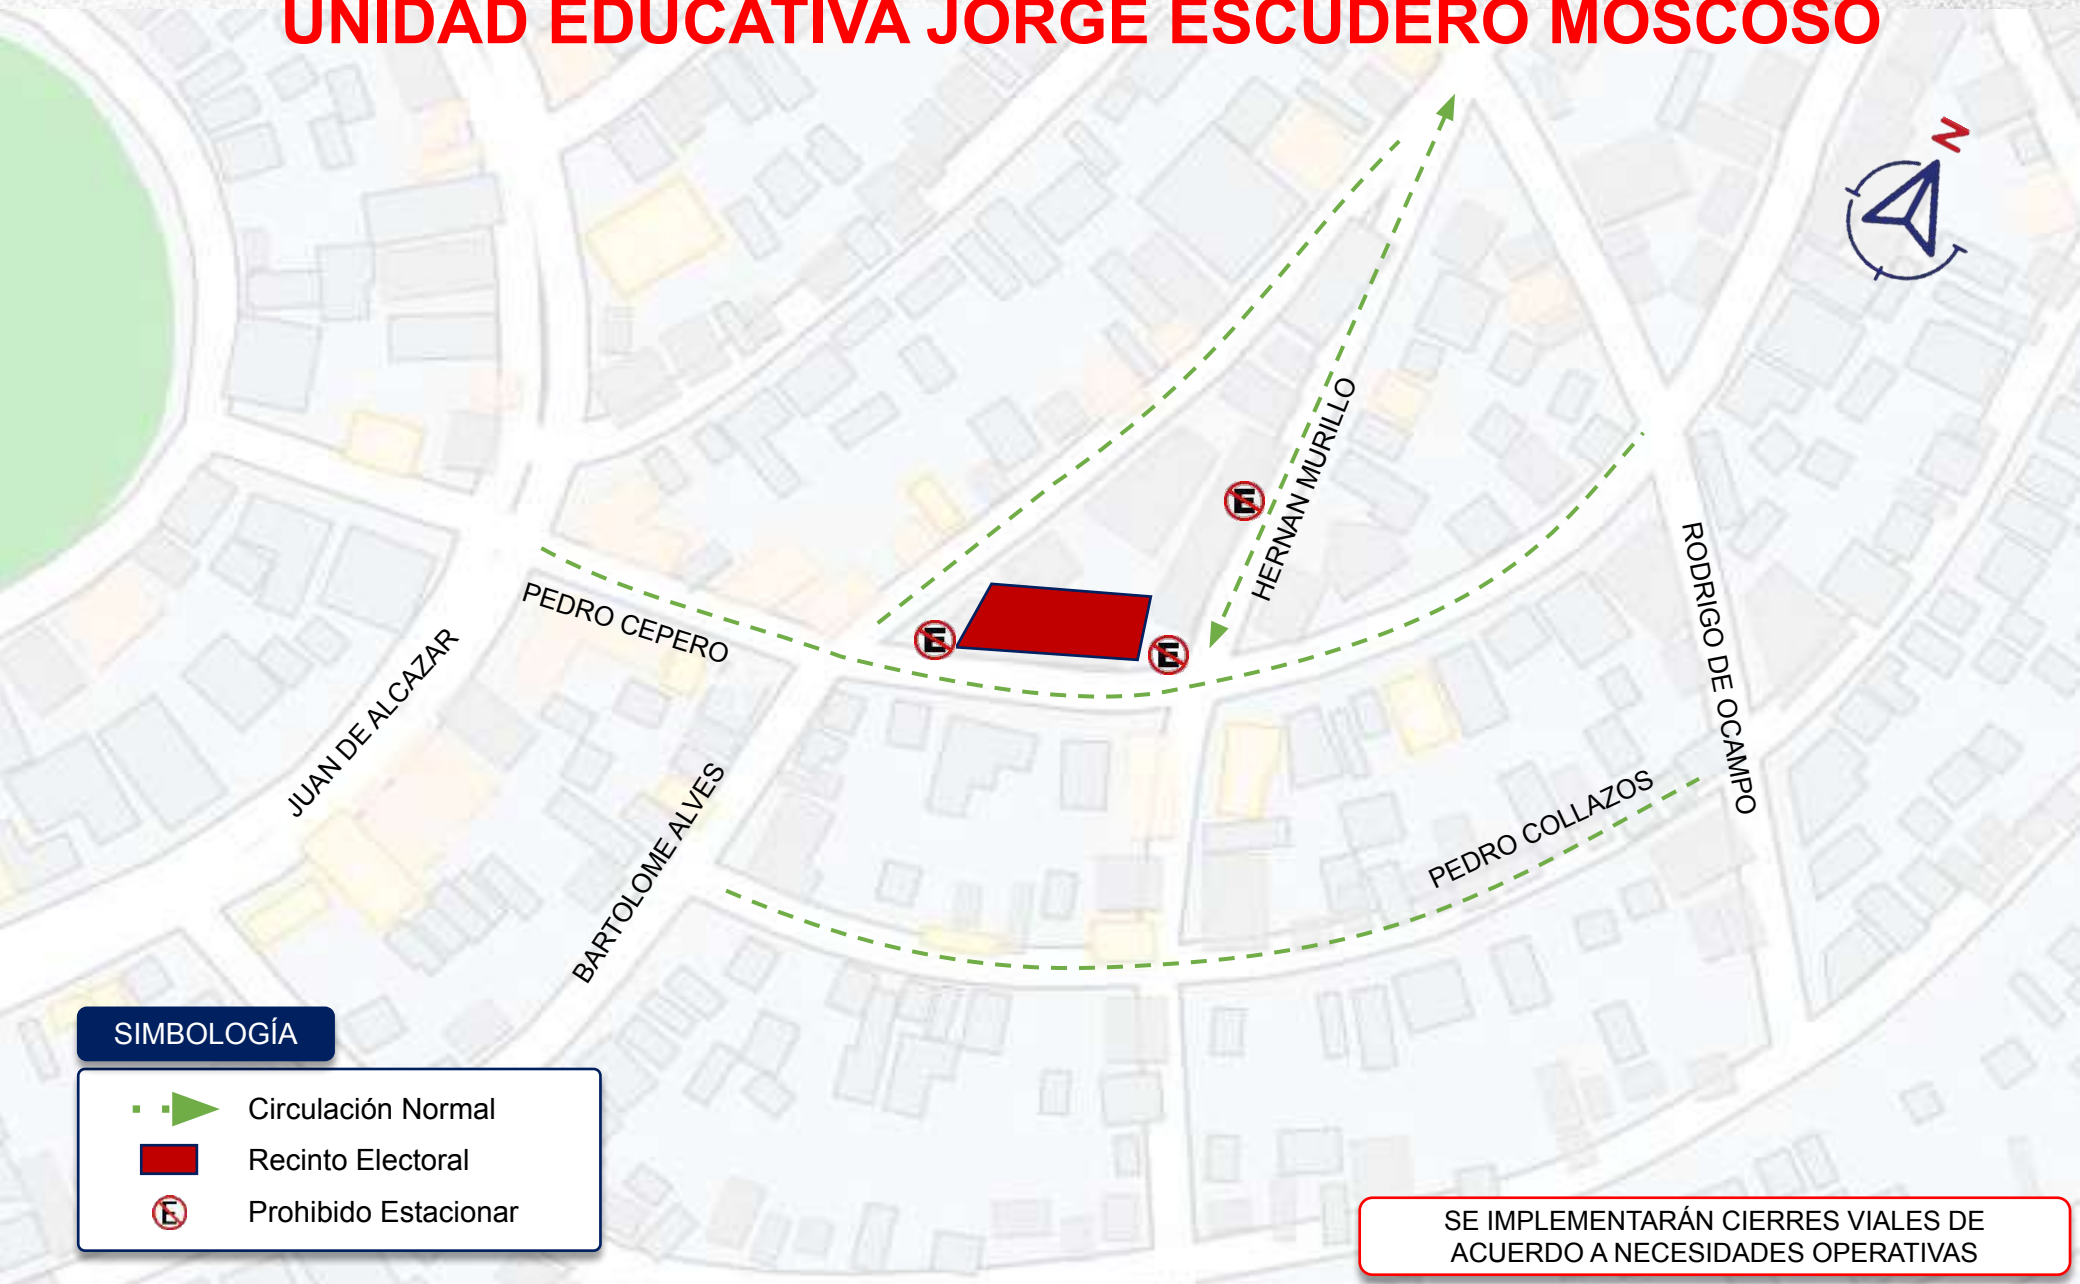 UNIDAD EDUCATIVA JORGE ESCUDERO MOSCOSO
N
HERNAN MURILLO
E
E
E
PEDRO CEPERO
RODRIGO DE OCAMPO
JUAN DE ALCAZAR
BARTOLOME ALVES
PEDRO COLLAZOS
SIMBOLOGÍA
Circulación Normal
Recinto Electoral
E Prohibido Estacionar
SE IMPLEMENTARÁN CIERRES VIALES DE
ACUERDO A NECESIDADES OPERATIVAS